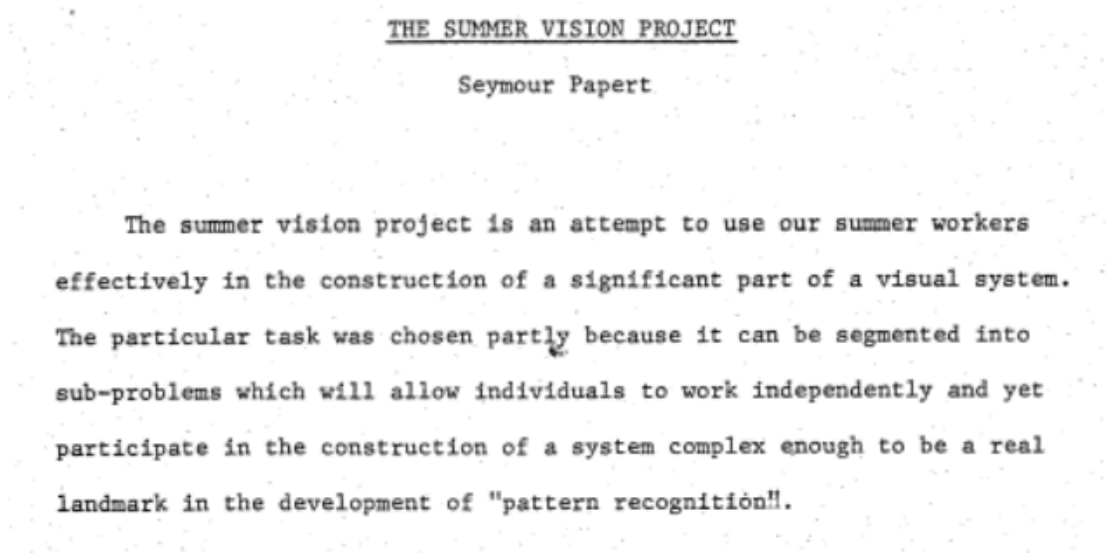 THE SUMMER VISION PROJECT
Seymour Papert
The summer vision project is an attempt to use our summer workers
effectively in the construction of a significant part of a visual system.
The particular task was chosen partly because it can be segmented into
sub-problems which will allow individuals to work independently and yet
participate in the construction of a system complex enough to be a real
landmark in the development of "pattern recognition".